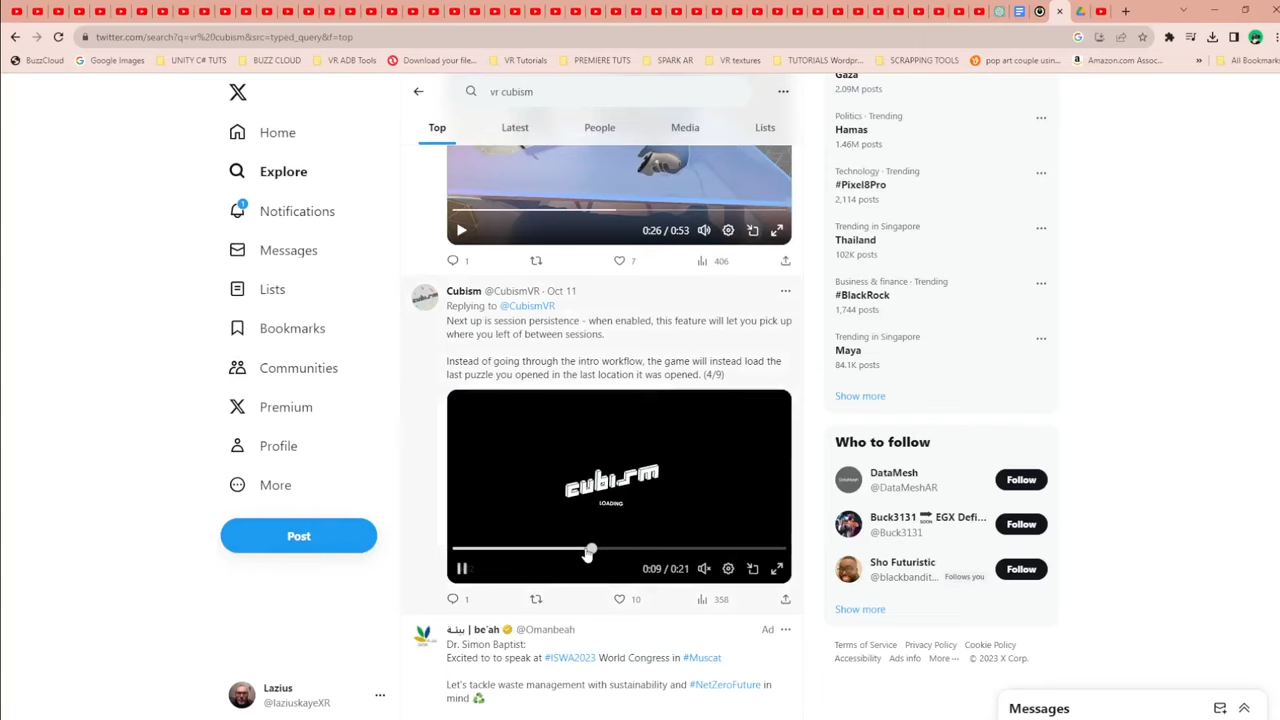 twitter.com/search?q=vr%20cubism&src=typed_query&f=top
BuzzCloud
Google Images
UNITY C# TUTS
BUZZ CLOUD
VR ADB Tools
Download your file...
VR Tutorials
PREMIERE TUTS
SPARK AR
VR textures
TUTORIALS Wordpr...
SCRAPPING TOOLS
pop art couple usin...
Amazon.com Assoc...
»
All Bookmarks
Home
Explore
1
Notifications
Messages
Lists
Bookmarks
Communities
Premium
Profile
More
Post
Lazius
@laziuskayeXR
vr cubism
Top
Latest
People
Media
Lists
0:26 / 0:53
1
7
406
Cubism @CubismVR · Oct 11
Replying to @CubismVR
Next up is session persistence - when enabled, this feature will let you pick up
where you left of between sessions.
Instead of going through the intro workflow, the game will instead load the
last puzzle you opened in the last location it was opened. (4/9)
cubism
LOADING
0:09 / 0:21
1
10
358
بيئـة | be´ah @Omanbeah
Ad
Dr. Simon Baptist:
Excited to to speak at #ISWA2023 World Congress in #Muscat
Let's tackle waste management with sustainability and #NetZeroFuture in
mind
Gaza
2.09M posts
Politics · Trending
Hamas
1.46M posts
Technology · Trending
#Pixel8Pro
2,114 posts
Trending in Singapore
Thailand
102K posts
Business & finance · Trending
#BlackRock
1,744 posts
Trending in Singapore
Maya
84.1K posts
Show more
Who to follow
DataMesh
@DataMeshAR
Follow
Buck3131 SOON EGX Defi...
@Buck3131
Follow
Sho Futuristic
@blackbandit... Follows you
Follow
Show more
Terms of Service Privacy Policy Cookie Policy
Accessibility Ads info More ··· © 2023 X Corp.
Messages